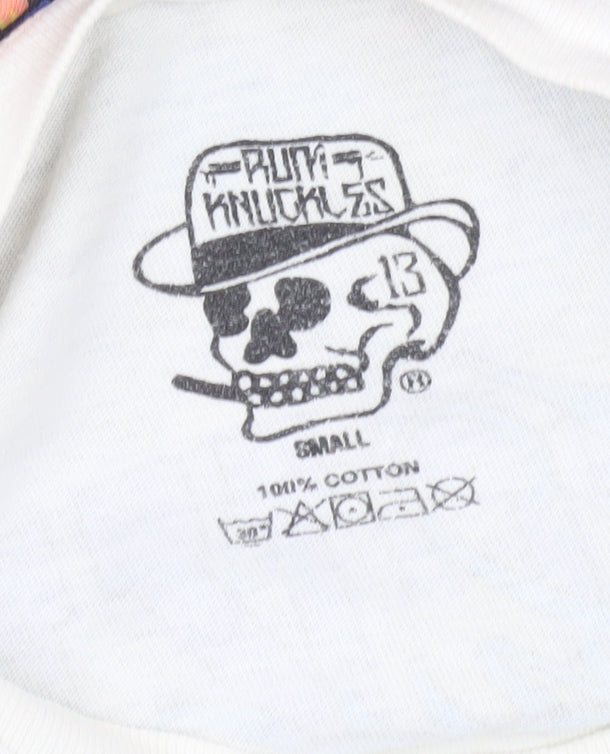 RUM
KNUCKLES
13
®
SMALL
100% COTTON
30°